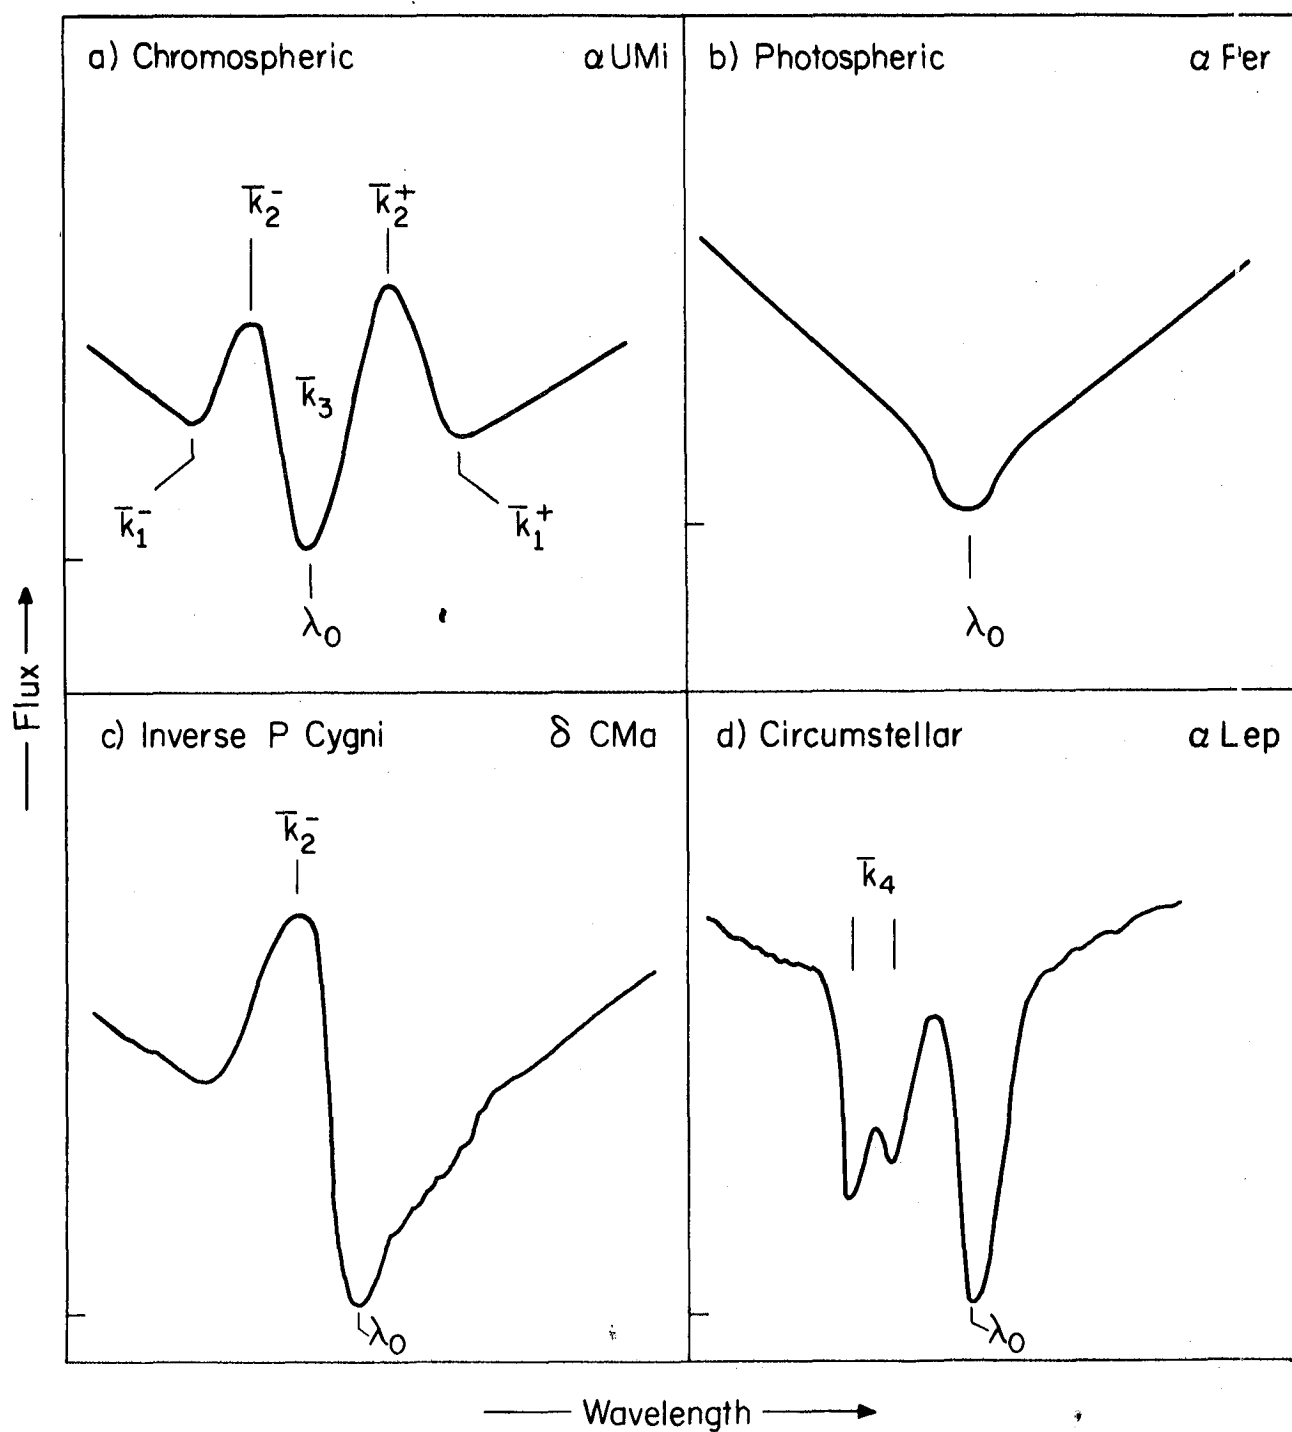 a) Chromospheric α UMi
k̅₂⁻ k̅₂⁺
k̅₃
k̅₁⁻ k̅₁⁺
λ₀
b) Photospheric α Per
λ₀
c) Inverse P Cygni δ CMa
k̅₂⁻
λ₀
d) Circumstellar α Lep
k̅₄
λ₀
Flux
Wavelength